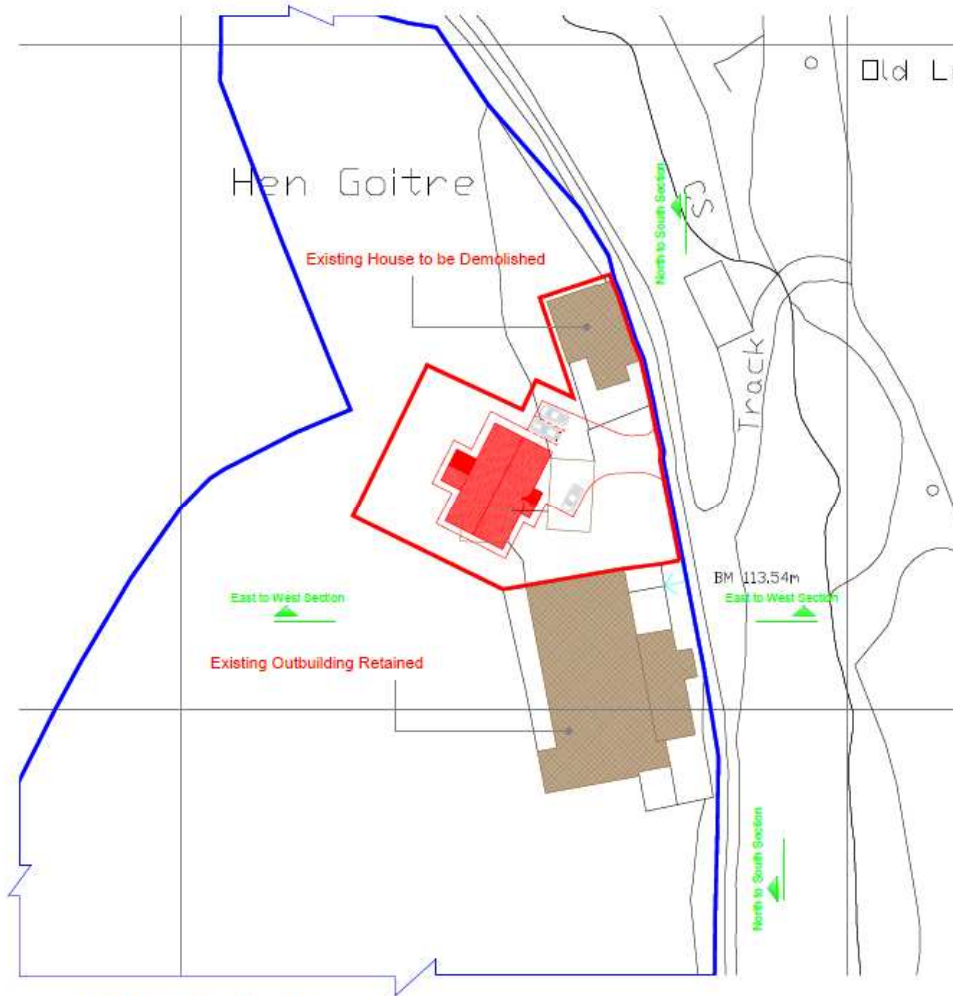 Old L
Hen Goitre
North to South Section
CS
Existing House to be Demolished
Track
BM 113.54m
East to West Section
East to West Section
Existing Outbuilding Retained
North to South Section